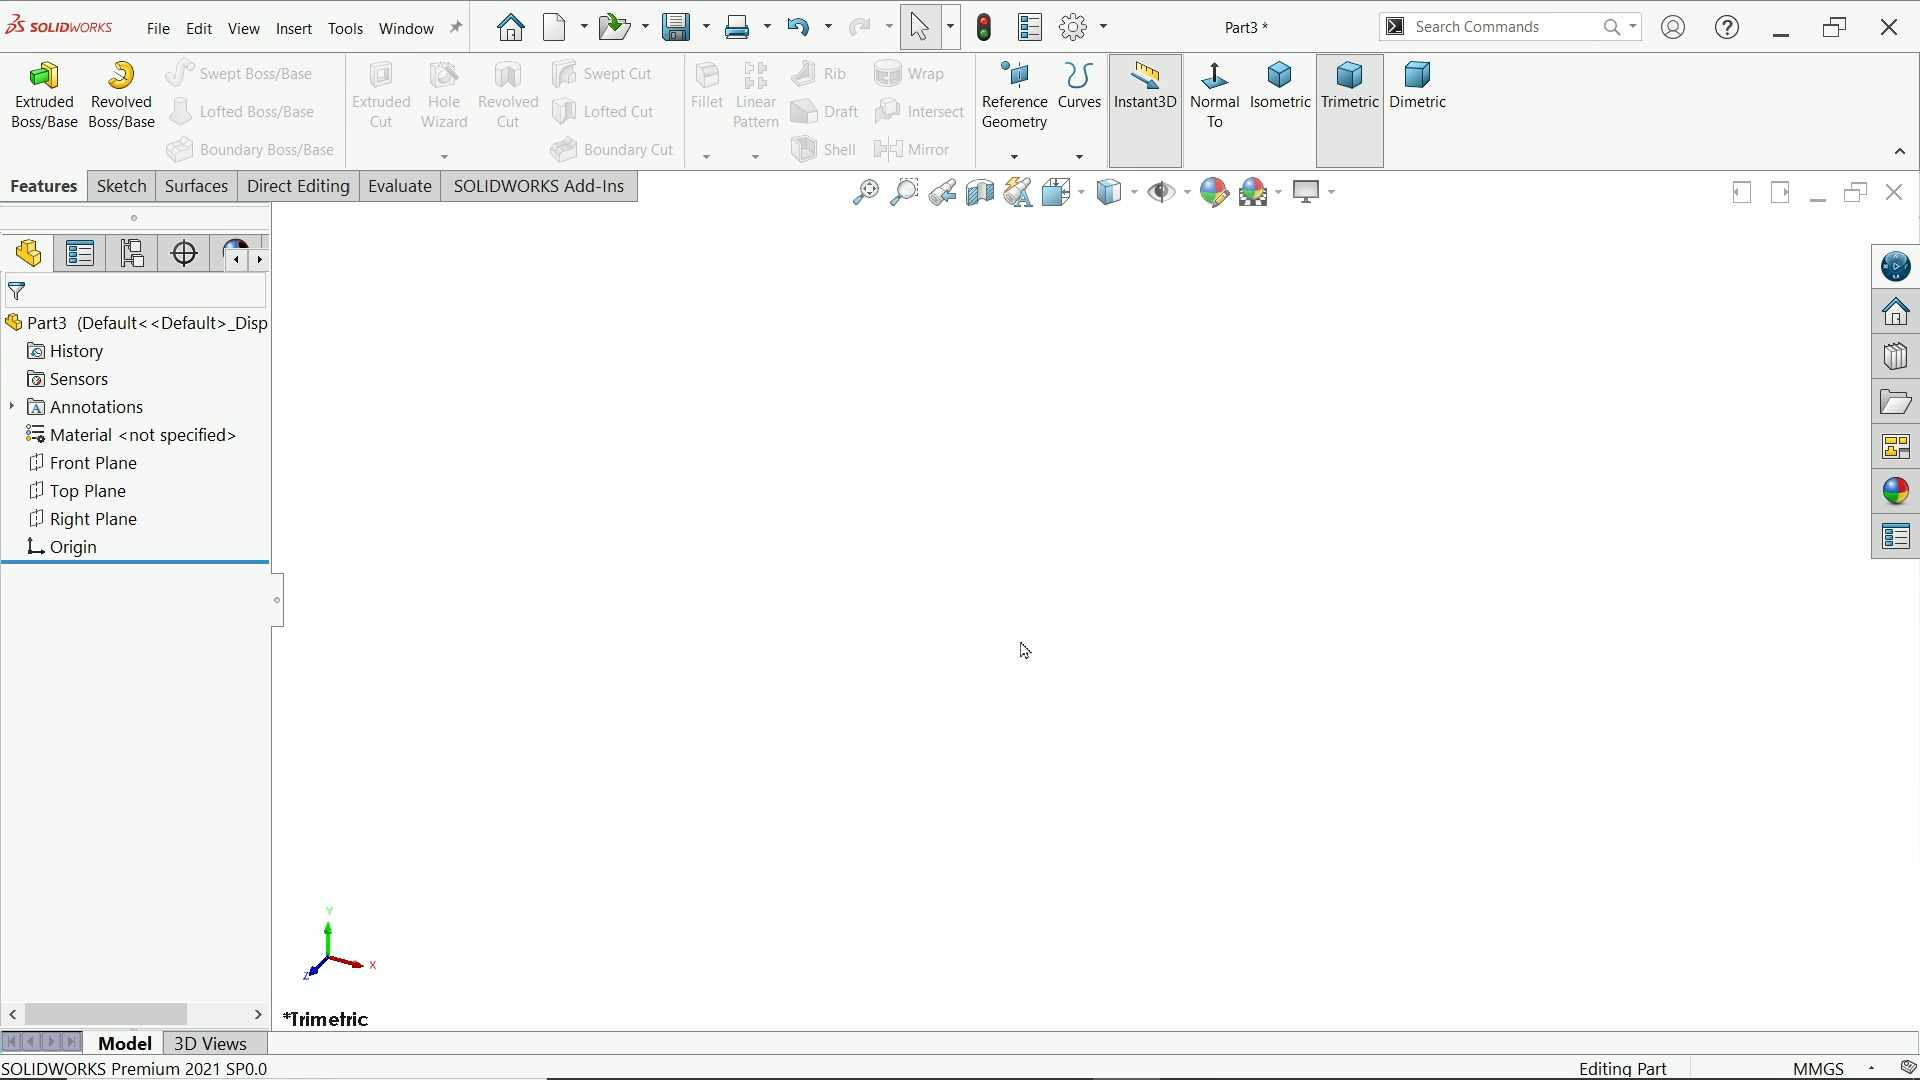 SOLIDWORKS
File Edit View Insert Tools Window
Part3 *
Search Commands
Extruded Boss/Base
Revolved Boss/Base
Swept Boss/Base
Lofted Boss/Base
Boundary Boss/Base
Extruded Cut
Hole Wizard
Revolved Cut
Swept Cut
Lofted Cut
Boundary Cut
Fillet
Linear Pattern
Rib
Draft
Shell
Wrap
Intersect
Mirror
Reference Geometry
Curves
Instant3D
Normal To
Isometric
Trimetric
Dimetric
Features Sketch Surfaces Direct Editing Evaluate SOLIDWORKS Add-Ins
Part3 (Default<<Default>_Disp
History
Sensors
Annotations
Material <not specified>
Front Plane
Top Plane
Right Plane
Origin
Y
X
Z
*Trimetric
Model 3D Views
SOLIDWORKS Premium 2021 SP0.0
Editing Part
MMGS